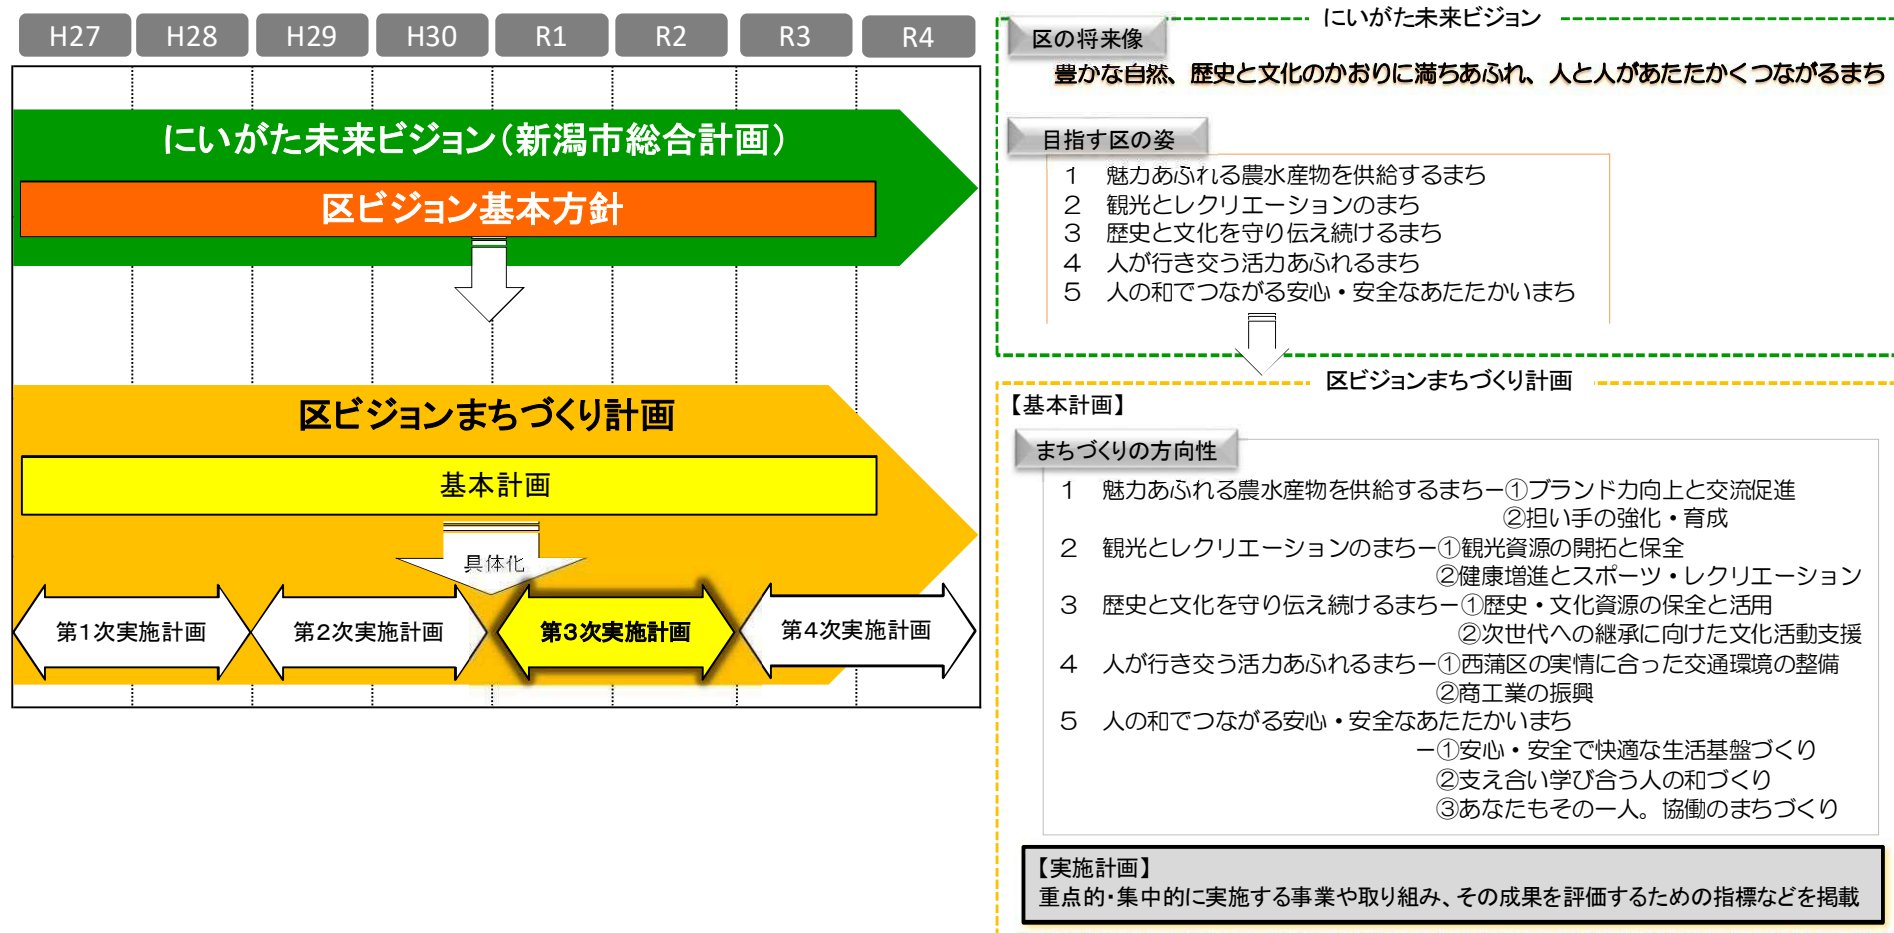 H27 H28 H29 H30 R1 R2 R3 R4
にいがた未来ビジョン（新潟市総合計画）
区ビジョン基本方針
区ビジョンまちづくり計画
基本計画
具体化
第１次実施計画 第２次実施計画 第３次実施計画 第４次実施計画
にいがた未来ビジョン
区の将来像
豊かな自然、歴史と文化のかおりに満ちあふれ、人と人があたたかくつながるまち
目指す区の姿
１　魅力あふれる農水産物を供給するまち
２　観光とレクリエーションのまち
３　歴史と文化を守り伝え続けるまち
４　人が行き交う活力あふれるまち
５　人の和でつながる安心・安全なあたたかいまち
区ビジョンまちづくり計画
【基本計画】
まちづくりの方向性
１　魅力あふれる農水産物を供給するまちー①ブランド力向上と交流促進
②担い手の強化・育成
２　観光とレクリエーションのまちー①観光資源の開拓と保全
②健康増進とスポーツ・レクリエーション
３　歴史と文化を守り伝え続けるまちー①歴史・文化資源の保全と活用
②次世代への継承に向けた文化活動支援
４　人が行き交う活力あふれるまちー①西蒲区の実情に合った交通環境の整備
②商工業の振興
５　人の和でつながる安心・安全なあたたかいまち
ー①安心・安全で快適な生活基盤づくり
②支え合い学び合う人の和づくり
③あなたもその一人。協働のまちづくり
【実施計画】
重点的・集中的に実施する事業や取り組み、その成果を評価するための指標などを掲載